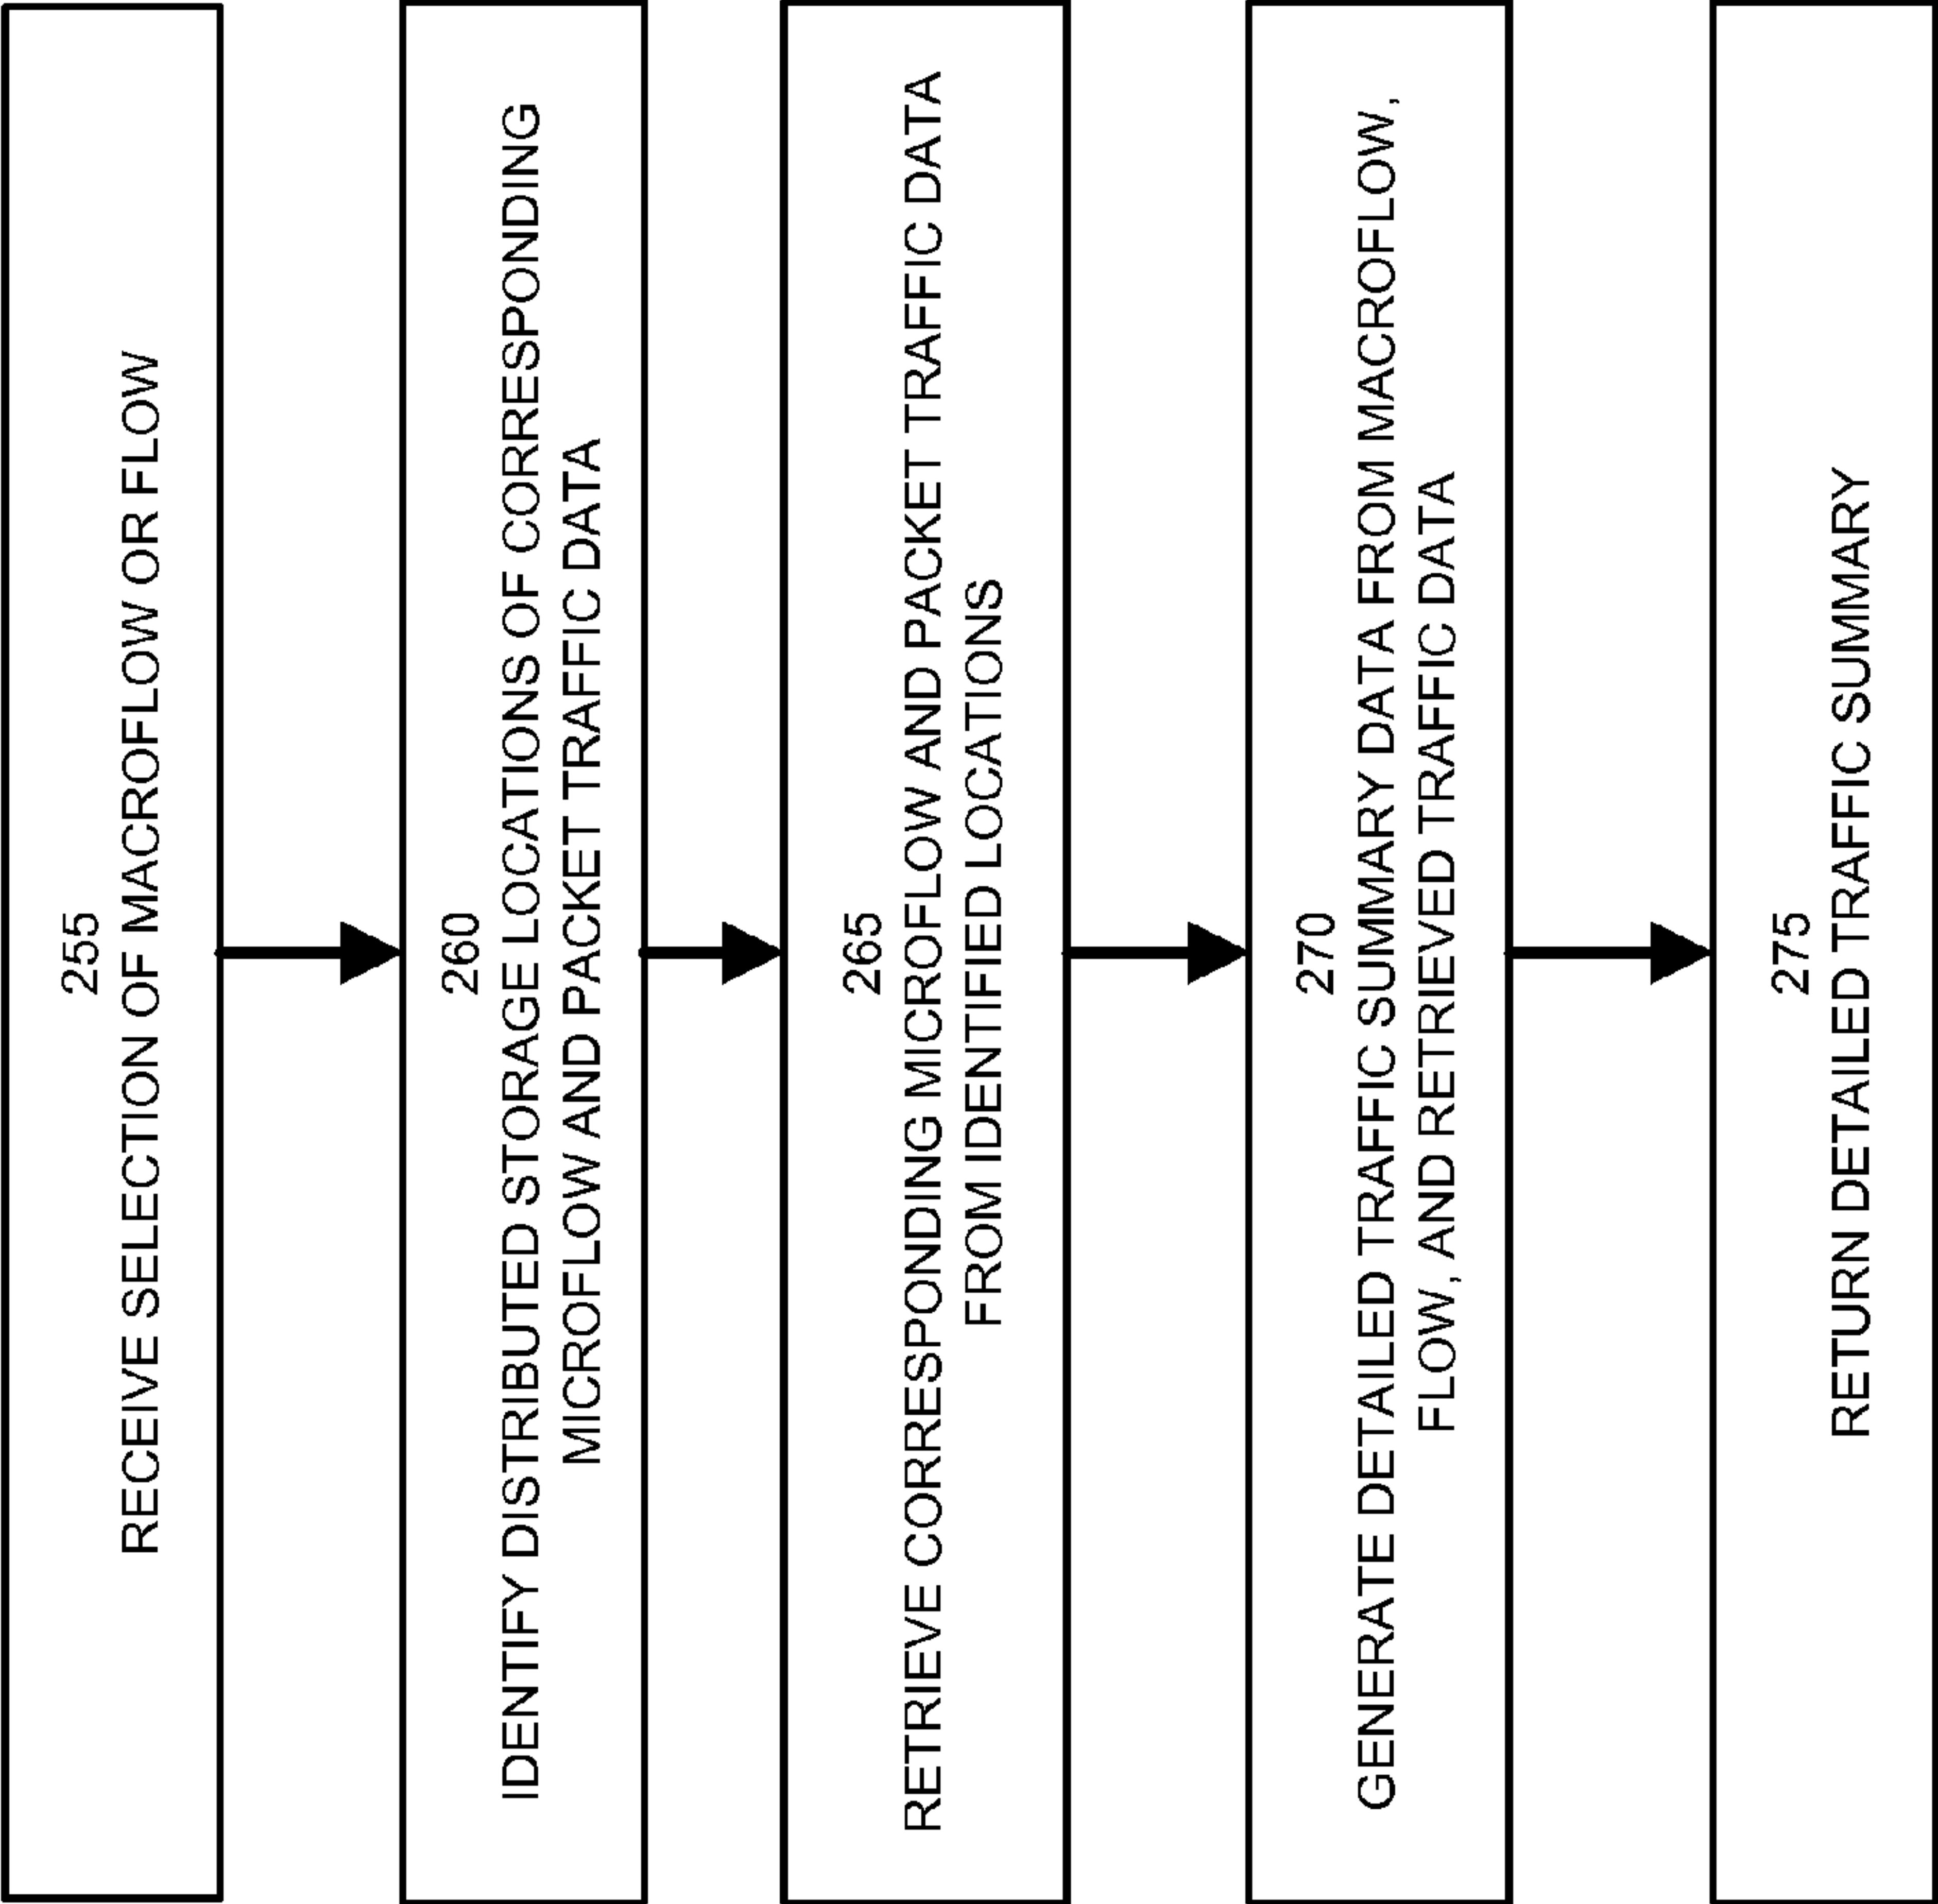 255
RECEIVE SELECTION OF MACROFLOW OR FLOW
260
IDENTIFY DISTRIBUTED STORAGE LOCATIONS OF CORRESPONDING
MICROFLOW AND PACKET TRAFFIC DATA
265
RETRIEVE CORRESPONDING MICROFLOW AND PACKET TRAFFIC DATA
FROM IDENTIFIED LOCATIONS
270
GENERATE DETAILED TRAFFIC SUMMARY DATA FROM MACROFLOW,
FLOW, AND RETRIEVED TRAFFIC DATA
275
RETURN DETAILED TRAFFIC SUMMARY